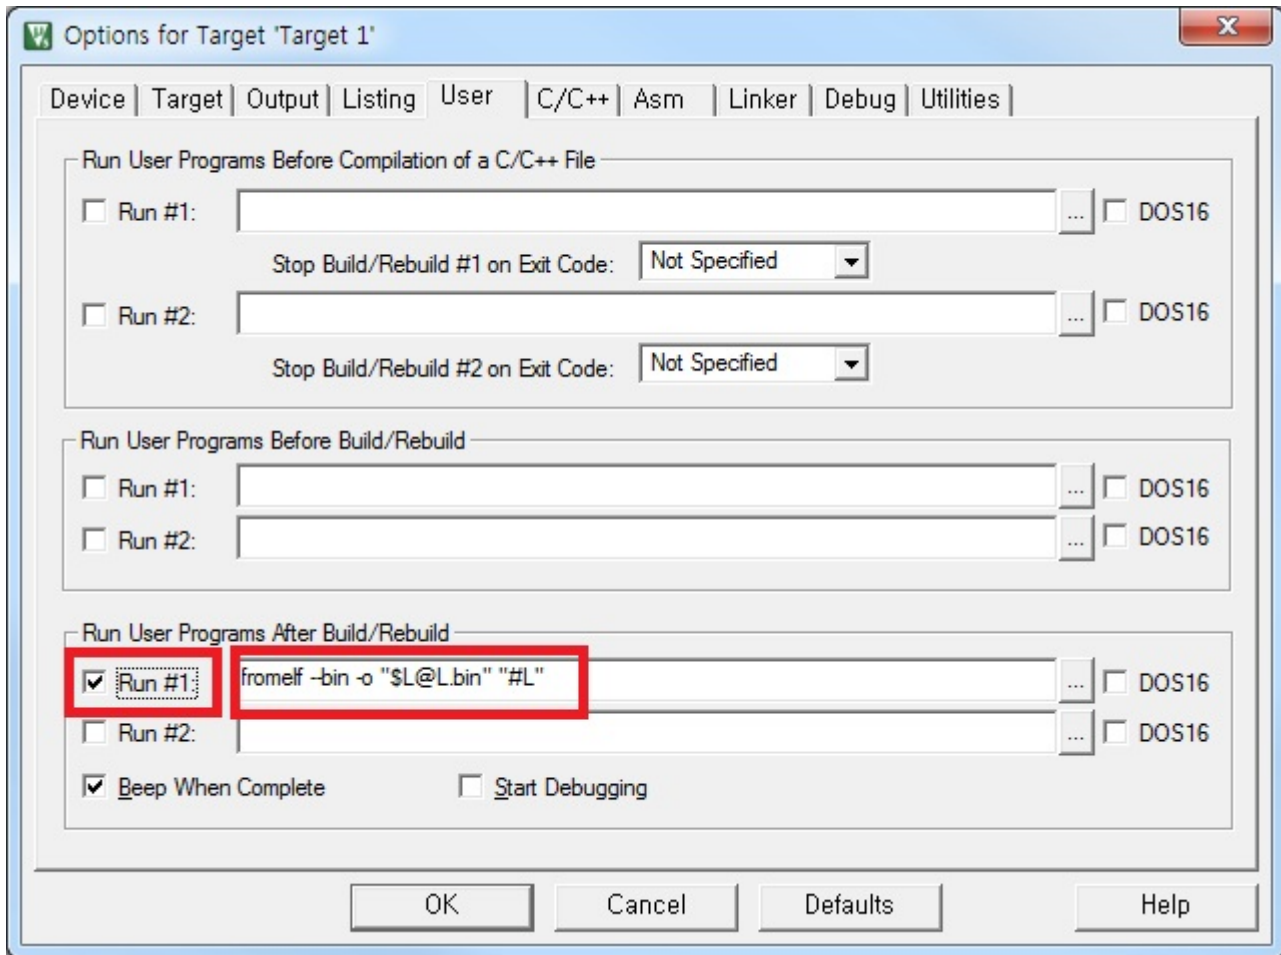 Options for Target 'Target 1'
Device Target Output Listing User C/C++ Asm Linker Debug Utilities
Run User Programs Before Compilation of a C/C++ File
Run #1: ... DOS16
Stop Build/Rebuild #1 on Exit Code: Not Specified
Run #2: ... DOS16
Stop Build/Rebuild #2 on Exit Code: Not Specified
Run User Programs Before Build/Rebuild
Run #1: ... DOS16
Run #2: ... DOS16
Run User Programs After Build/Rebuild
Run #1: fromelf --bin -o "$L@L.bin" "#L" ... DOS16
Run #2: ... DOS16
Beep When Complete Start Debugging
OK Cancel Defaults Help